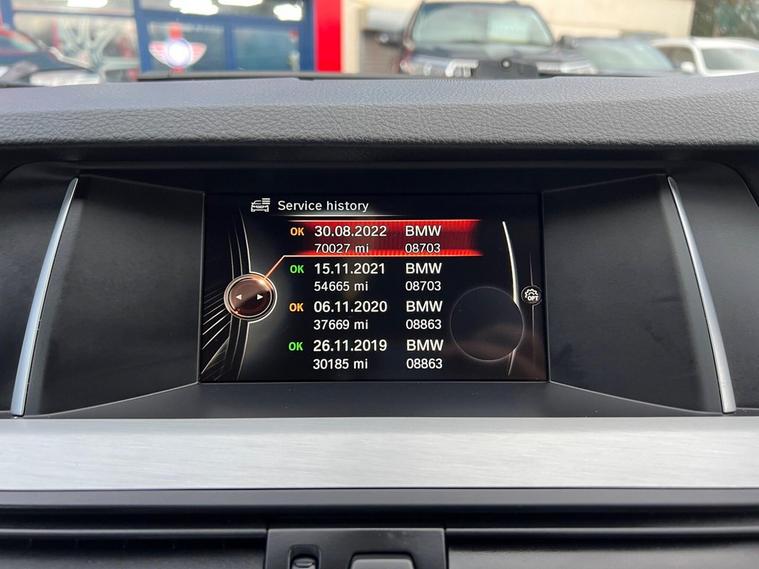 Service history
OK 30.08.2022 BMW
70027 mi 08703
OK 15.11.2021 BMW
54665 mi 08703
OK 06.11.2020 BMW
37669 mi 08863
OK 26.11.2019 BMW
30185 mi 08863
OPT